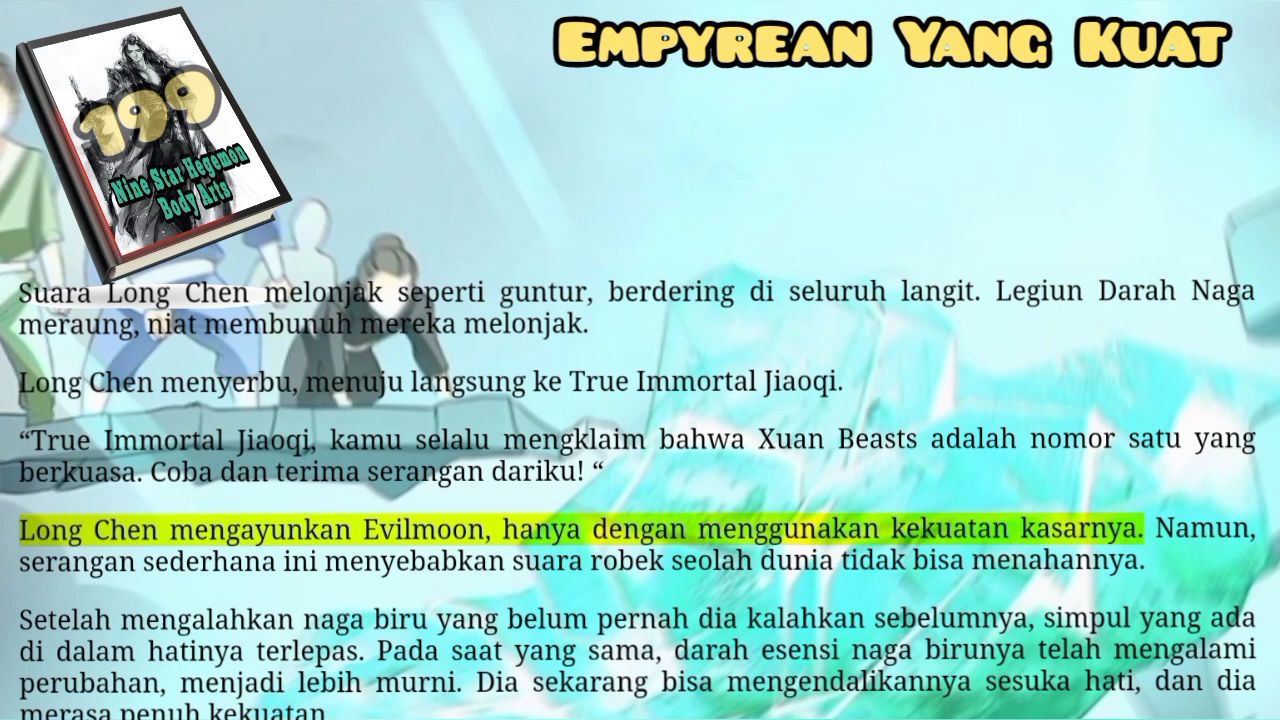 Empyrean Yang Kuat
199
Nine Star Hegemon
Body Arts
Suara Long Chen melonjak seperti guntur, berdering di seluruh langit. Legiun Darah Naga
meraung, niat membunuh mereka melonjak.
Long Chen menyerbu, menuju langsung ke True Immortal Jiaoqi.
“True Immortal Jiaoqi, kamu selalu mengklaim bahwa Xuan Beasts adalah nomor satu yang
berkuasa. Coba dan terima serangan dariku! “
Long Chen mengayunkan Evilmoon, hanya dengan menggunakan kekuatan kasarnya. Namun,
serangan sederhana ini menyebabkan suara robek seolah dunia tidak bisa menahannya.
Setelah mengalahkan naga biru yang belum pernah dia kalahkan sebelumnya, simpul yang ada
di dalam hatinya terlepas. Pada saat yang sama, darah esensi naga birunya telah mengalami
perubahan, menjadi lebih murni. Dia sekarang bisa mengendalikannya sesuka hati, dan dia
merasa penuh kekuatan